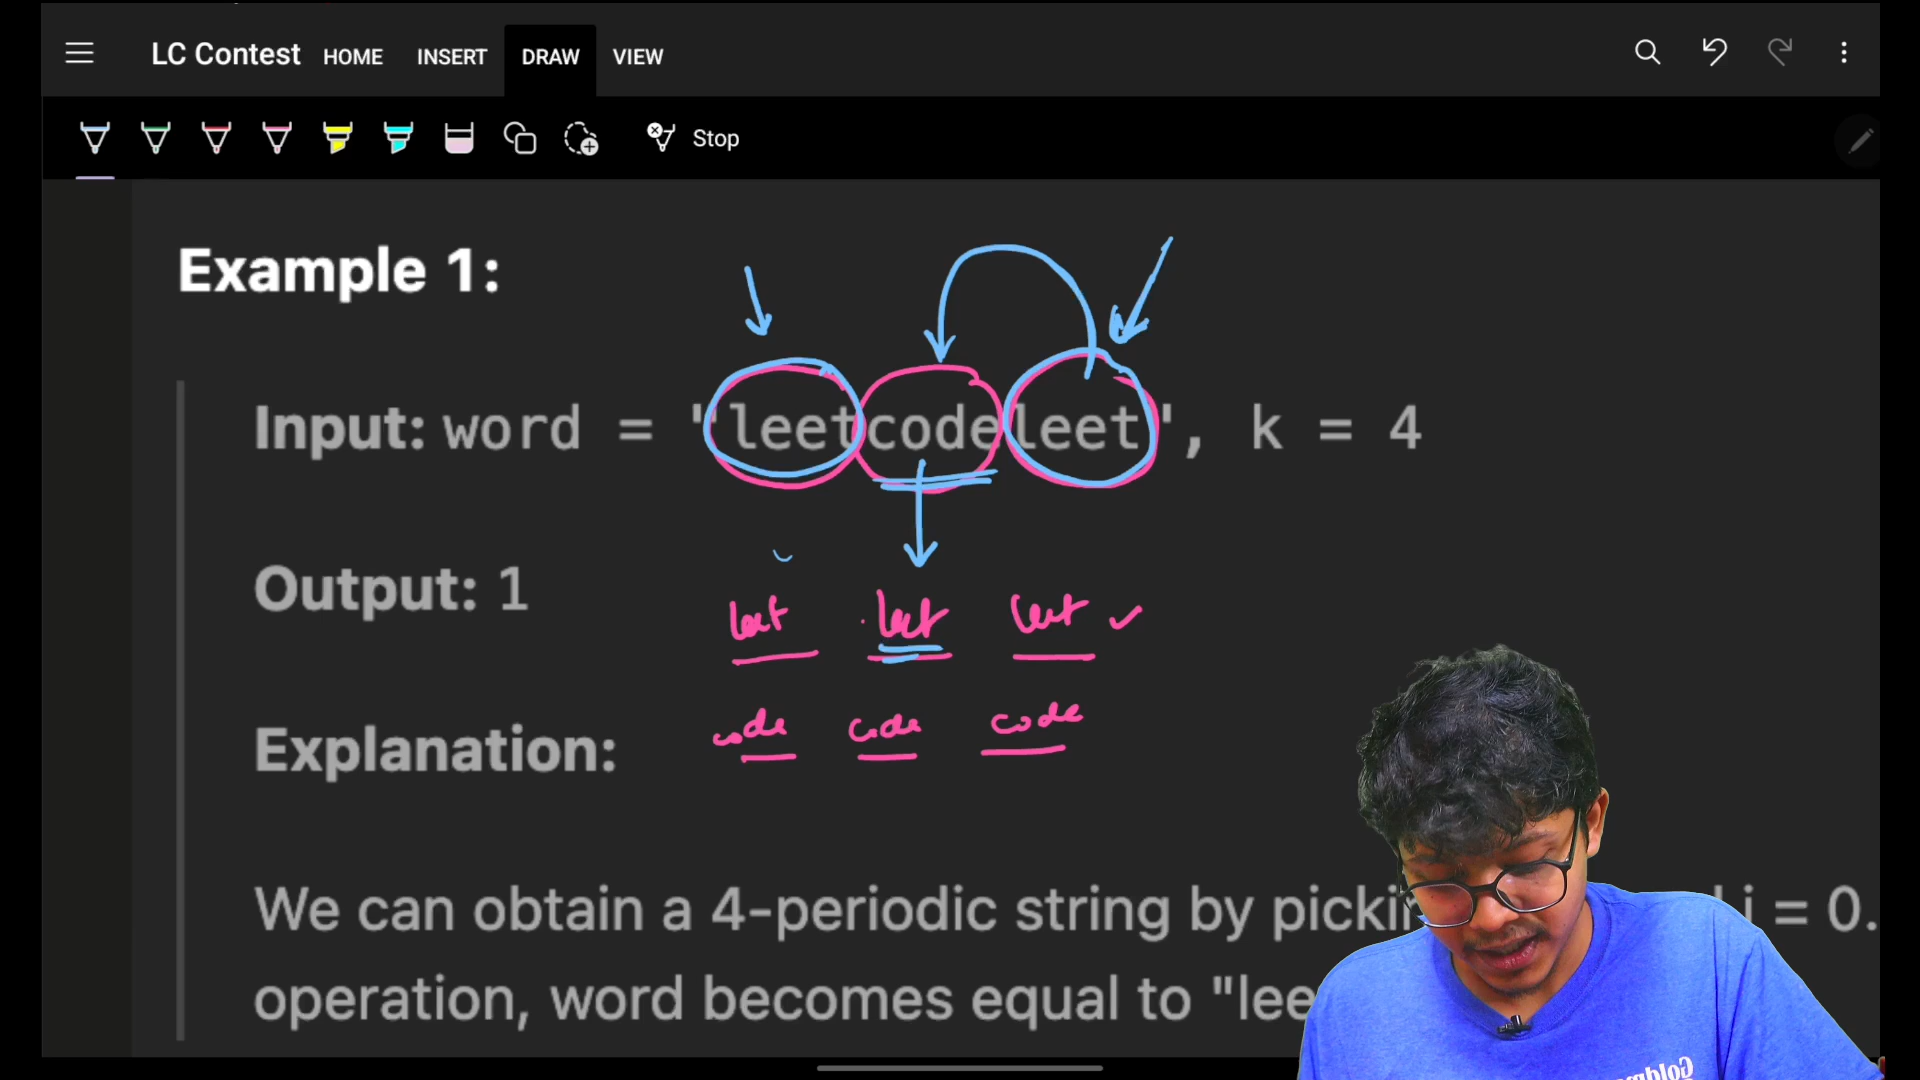 LC Contest HOME INSERT DRAW VIEW
Stop
Example 1:
Input: word = "leetcodeleet", k = 4
Output: 1
leet leet leet
code code code
Explanation:
We can obtain a 4-periodic string by i = 0.
operation, word becomes equal to "lee